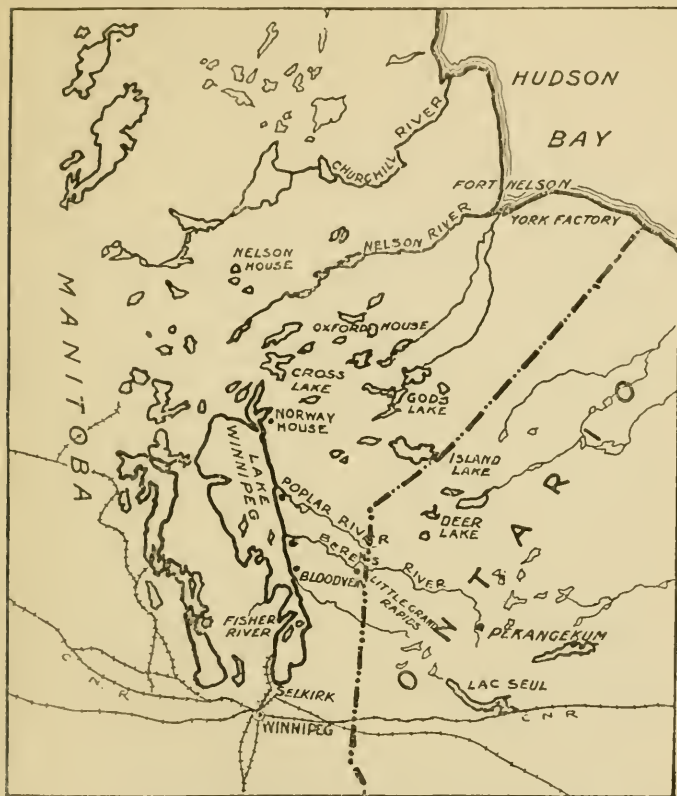 HUDSON
BAY
CHURCHILL RIVER
FORT NELSON
YORK FACTORY
NELSON RIVER
NELSON
HOUSE
MANITOBA
OXFORD HOUSE
CROSS
LAKE
GODS
LAKE
NORWAY
HOUSE
LAKE
WINNIPEG
ISLAND
LAKE
ONTARIO
POPLAR RIVER
DEER
LAKE
BERENS RIVER
BLOODVEIN
LITTLE GRAND
RAPIDS
FISHER
RIVER
PEKANGEKUM
LAC SEUL
C. N. R
SELKIRK
C N R
WINNIPEG